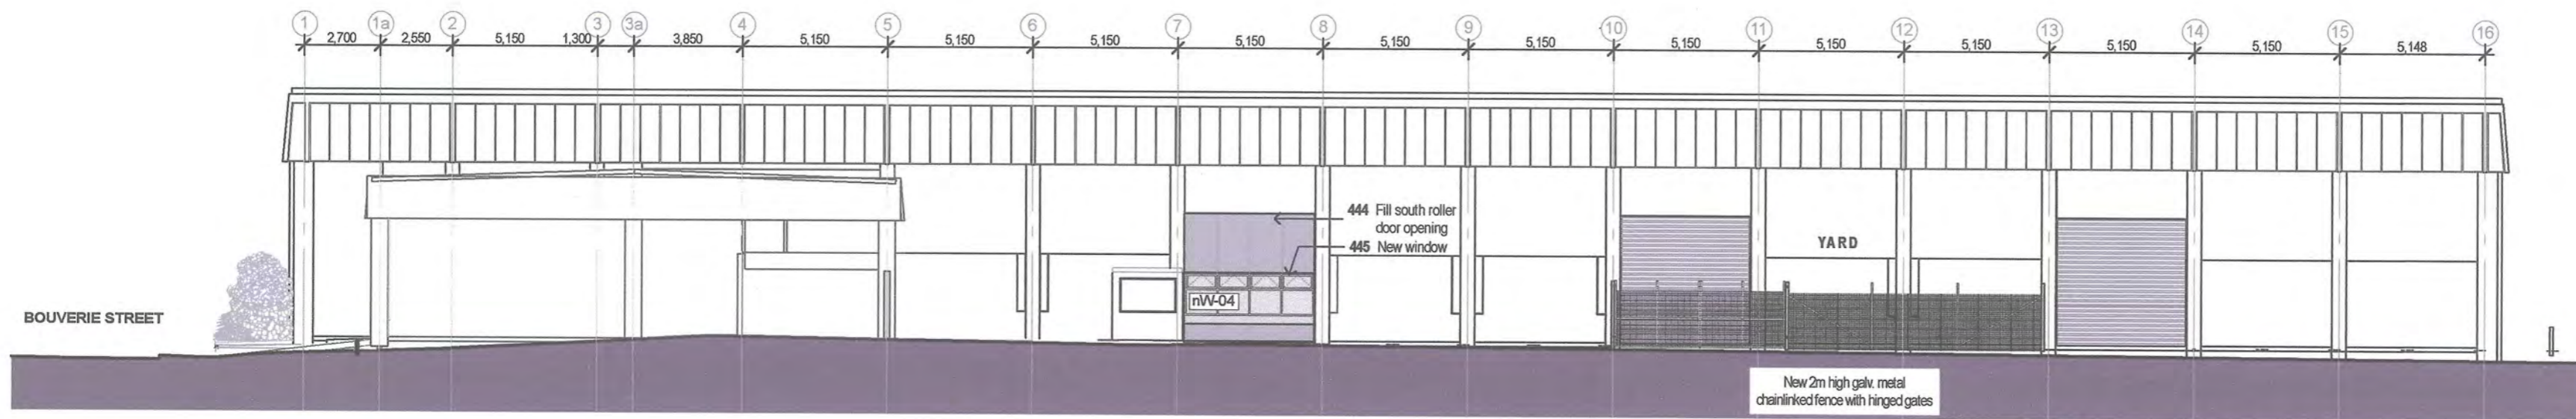 1 1a 2 3 3a 4 5 6 7 8 9 10 11 12 13 14 15 16
2,700 2,550 5,150 1,300 3,850 5,150 5,150 5,150 5,150 5,150 5,150 5,150 5,150 5,150 5,150 5,150 5,148
444 Fill south roller
door opening
445 New window
YARD
nW-04
BOUVERIE STREET
New 2m high galv. metal
chainlinked fence with hinged gates